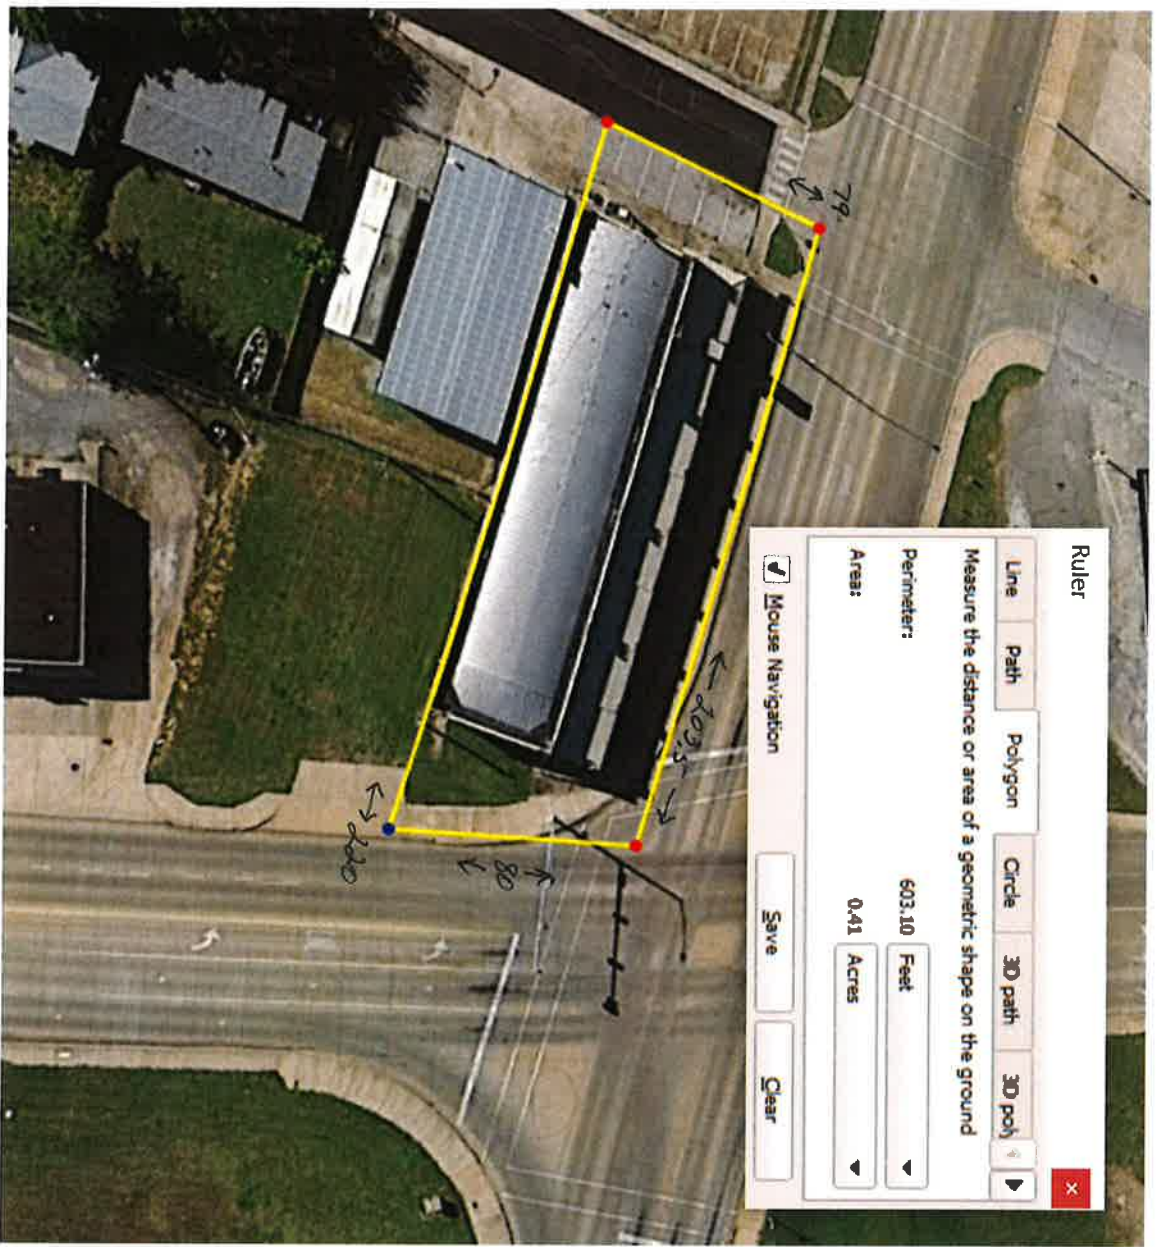 Ruler
Line Path Polygon Circle 3D path 3D poly
Measure the distance or area of a geometric shape on the ground
Perimeter: 603.10 Feet
Area: 0.41 Acres
Mouse Navigation Save Clear
79
203.5
80
220